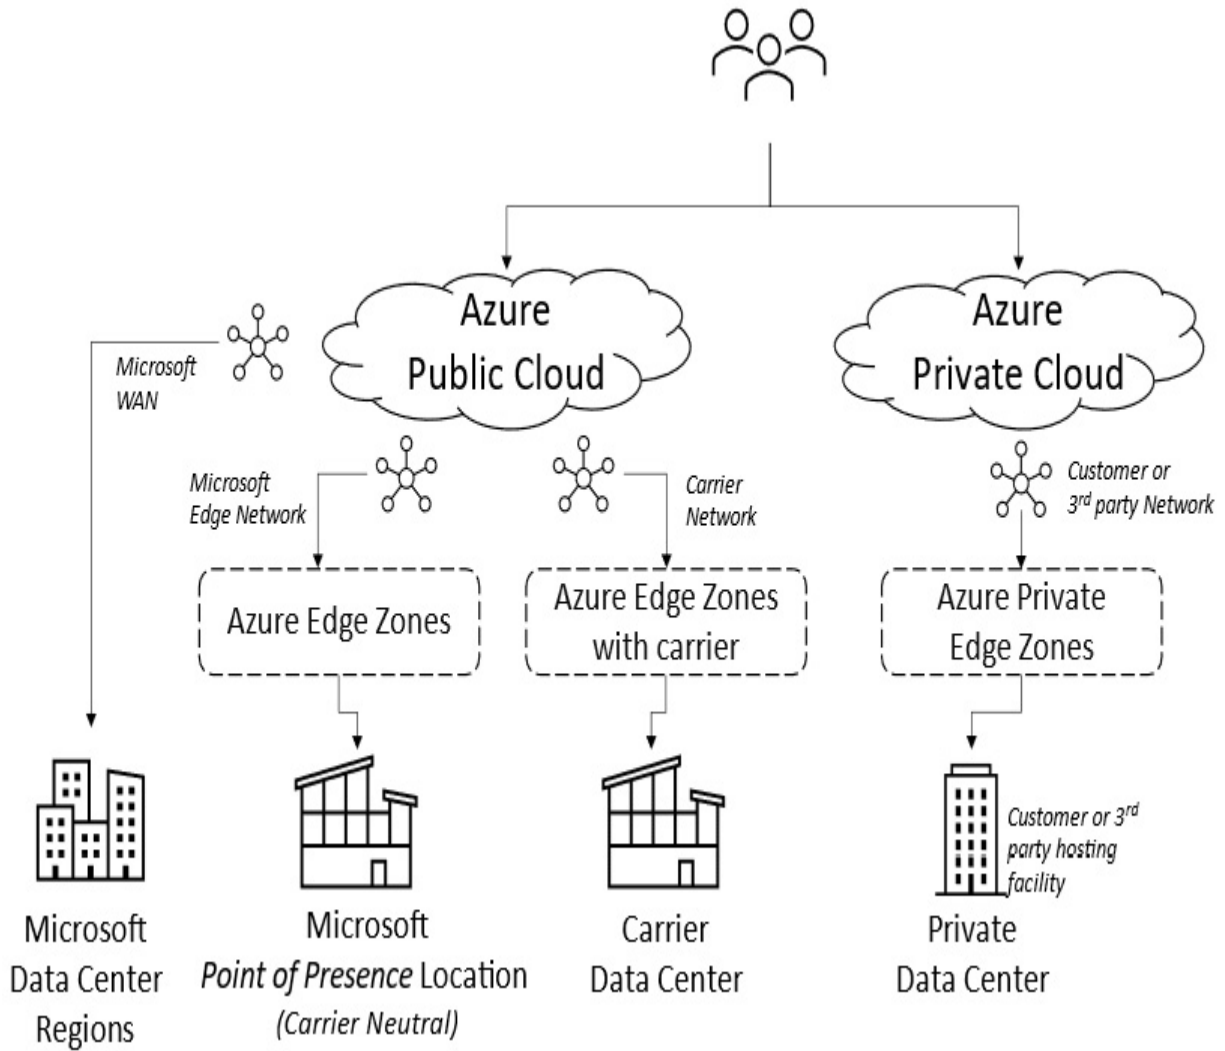 Azure
Public Cloud
Azure
Private Cloud
Microsoft
WAN
Microsoft
Edge Network
Carrier
Network
Customer or
3rd party Network
Azure Edge Zones
Azure Edge Zones
with carrier
Azure Private
Edge Zones
Customer or 3rd
party hosting
facility
Microsoft
Data Center
Regions
Microsoft
Point of Presence Location
(Carrier Neutral)
Carrier
Data Center
Private
Data Center